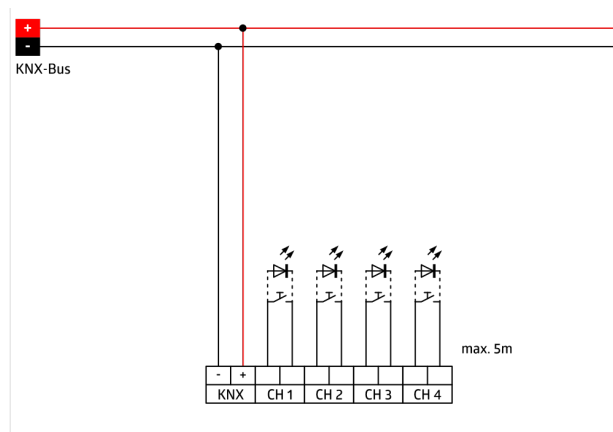 +
-
KNX-Bus
max. 5m
- +
KNX CH 1 CH 2 CH 3 CH 4